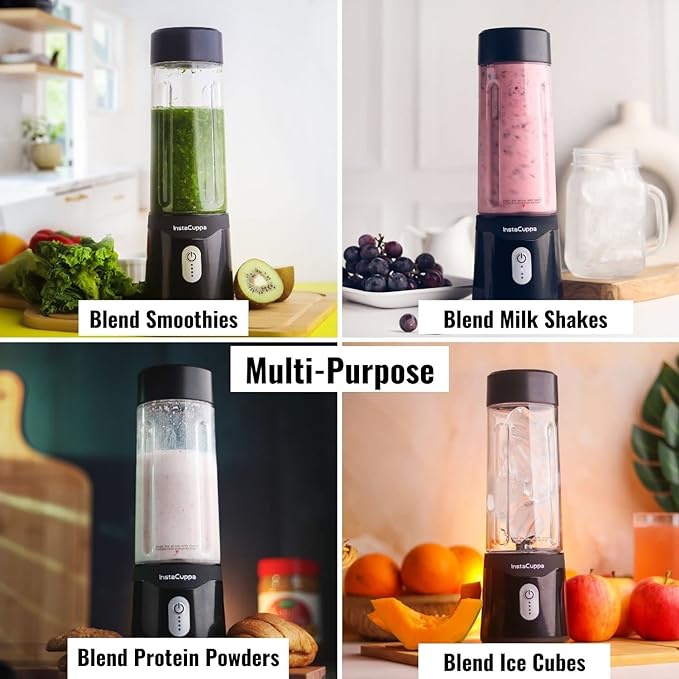 InstaCuppa
Blend Smoothies
InstaCuppa
Blend Milk Shakes
Multi-Purpose
InstaCuppa
Blend Protein Powders
InstaCuppa
Blend Ice Cubes